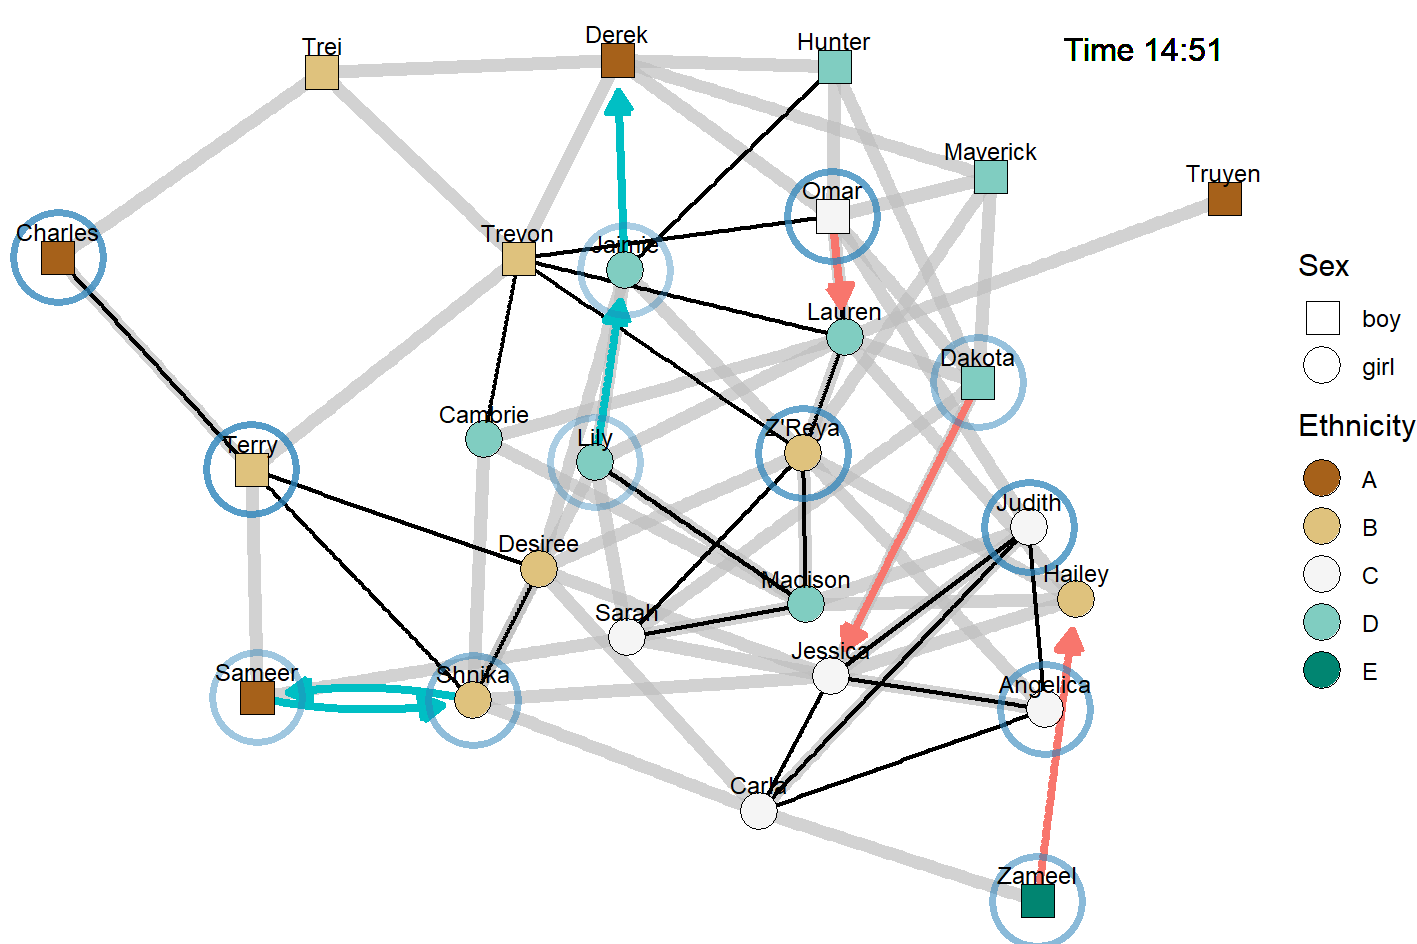 Trei
Derek
Hunter
Time 14:51
Maverick
Truyen
Omar
Charles
Trevon
Jaimie
Sex
Lauren
boy
Dakota
girl
Cambrie
Z'Reya
Ethnicity
Terry
Lily
A
Judith
B
Desiree
Madison
Hailey
C
Sarah
D
Jessica
Sameer
Shnika
Angelica
E
Carla
Zameel